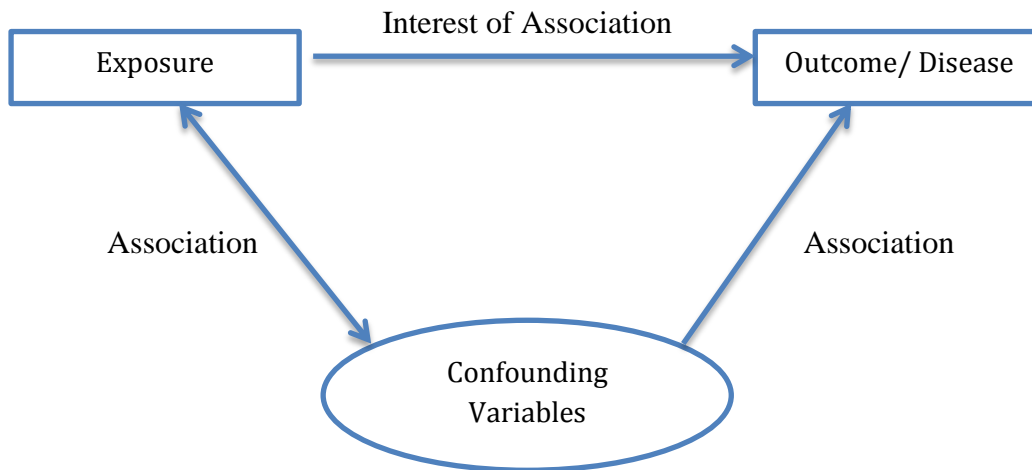 Interest of Association
Exposure
Outcome/ Disease
Association
Association
Confounding
Variables